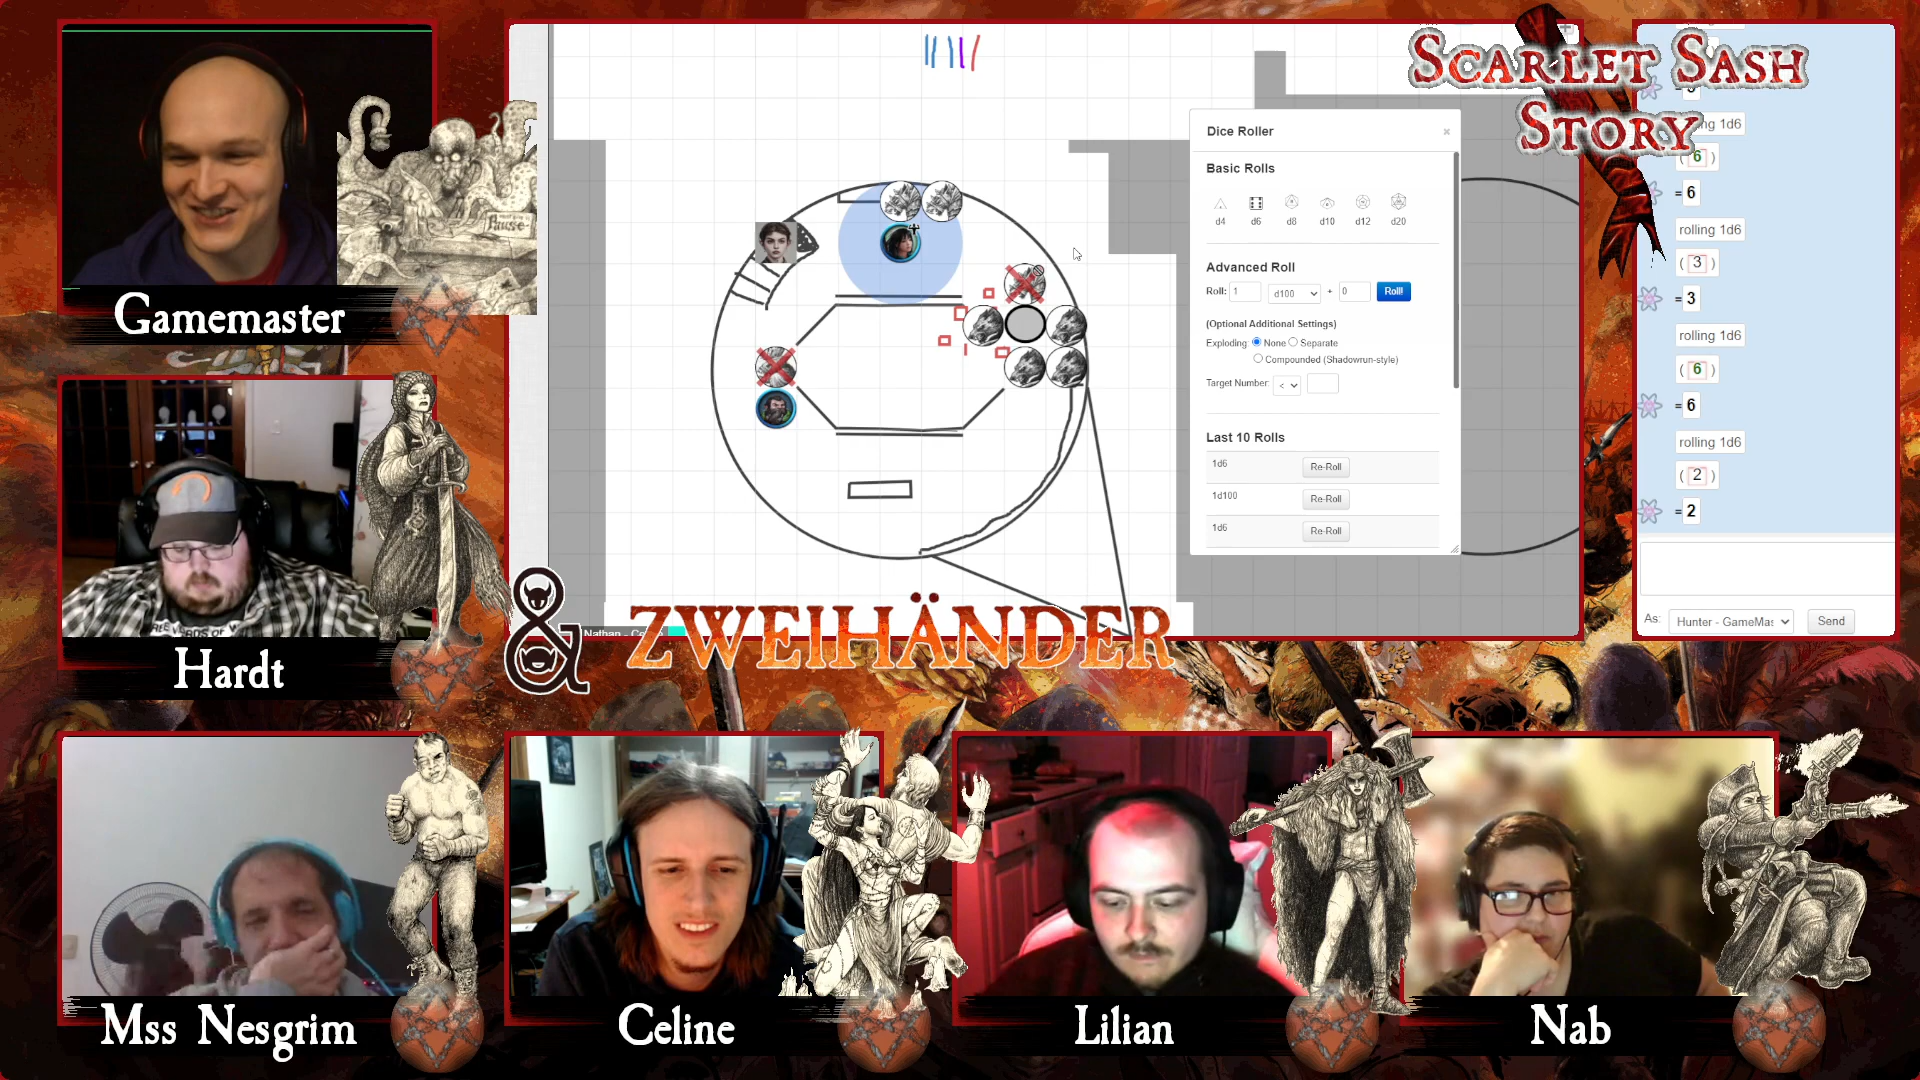 Scarlet Sash
Story
Pause-
Gamemaster
Hardt
Mss Nesgrim
Celine
Lilian
Nab
& ZWEIHÄNDER
Dice Roller
×
Basic Rolls
d4 d6 d8 d10 d12 d20
Advanced Roll
Roll: 1 d100 + 0 Roll!
(Optional Additional Settings)
Exploding: None Separate
Compounded (Shadowrun-style)
Target Number: <
Last 10 Rolls
1d6 Re-Roll
1d100 Re-Roll
1d6 Re-Roll
ng 1d6
( 6 )
= 6
rolling 1d6
( 3 )
= 3
rolling 1d6
( 6 )
= 6
rolling 1d6
( 2 )
= 2
As: Hunter - GameMas
Send